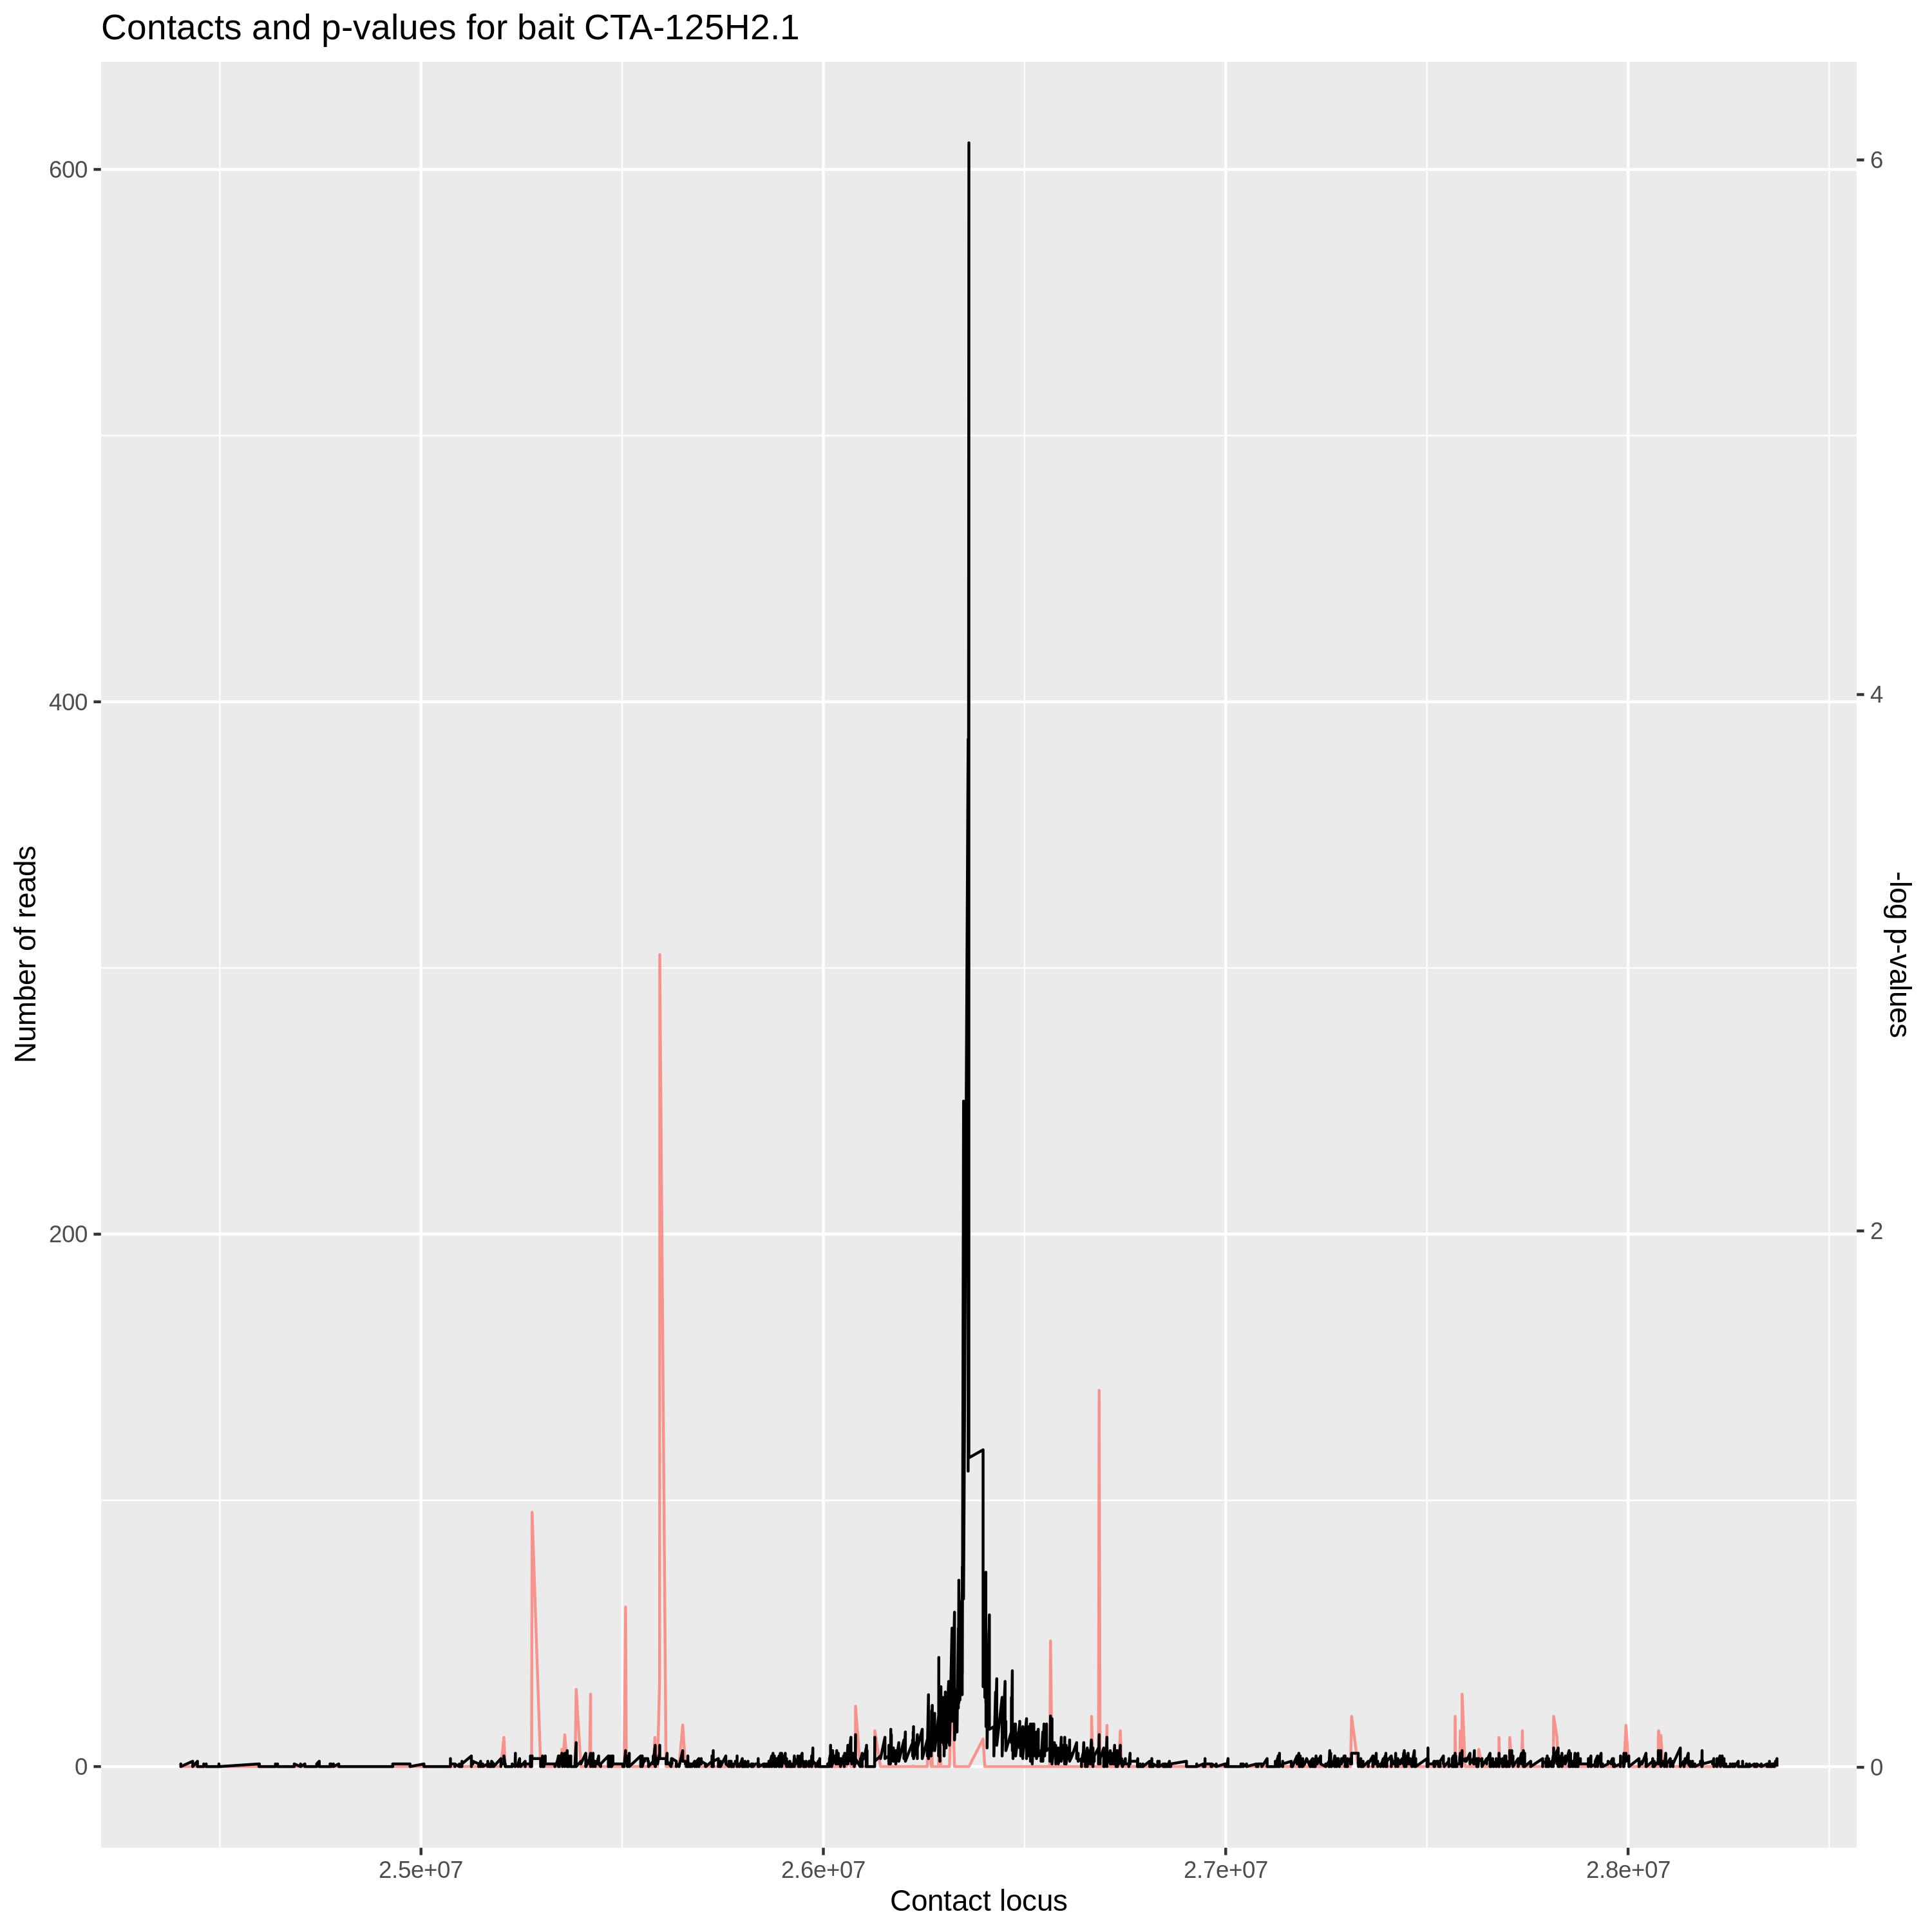 Contacts and p-values for bait CTA-125H2.1
600
400
200
0
Number of reads
6
4
2
0
-log p-values
2.5e+07
2.6e+07
2.7e+07
2.8e+07
Contact locus